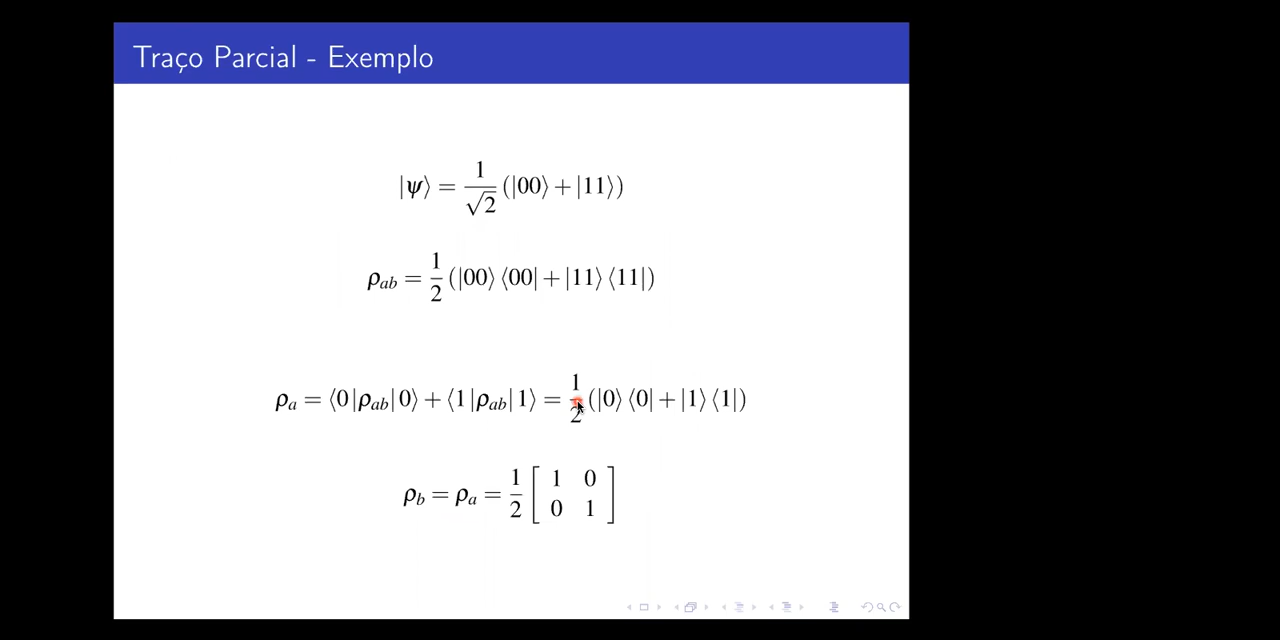 Traço Parcial - Exemplo
|ψ⟩ = 1/√2 (|00⟩ + |11⟩)
ρ_ab = 1/2 (|00⟩ ⟨00| + |11⟩ ⟨11|)
ρ_a = ⟨0|ρ_ab|0⟩ + ⟨1|ρ_ab|1⟩ = 1/2 (|0⟩ ⟨0| + |1⟩ ⟨1|)
ρ_b = ρ_a = 1/2 [ 1 0
0 1 ]